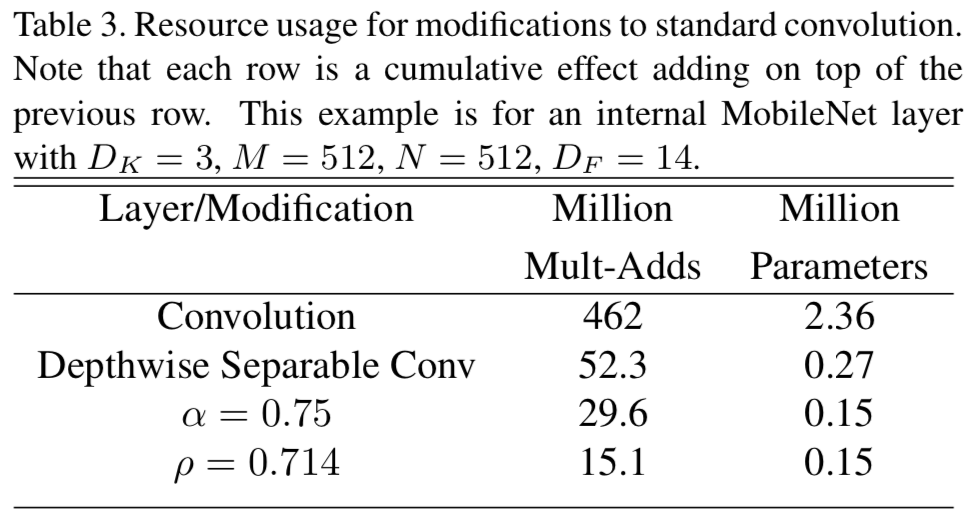 Table 3. Resource usage for modifications to standard convolution.
Note that each row is a cumulative effect adding on top of the
previous row. This example is for an internal MobileNet layer
with D_K = 3, M = 512, N = 512, D_F = 14.
Layer/Modification Million Million
Mult-Adds Parameters
Convolution 462 2.36
Depthwise Separable Conv 52.3 0.27
α = 0.75 29.6 0.15
ρ = 0.714 15.1 0.15